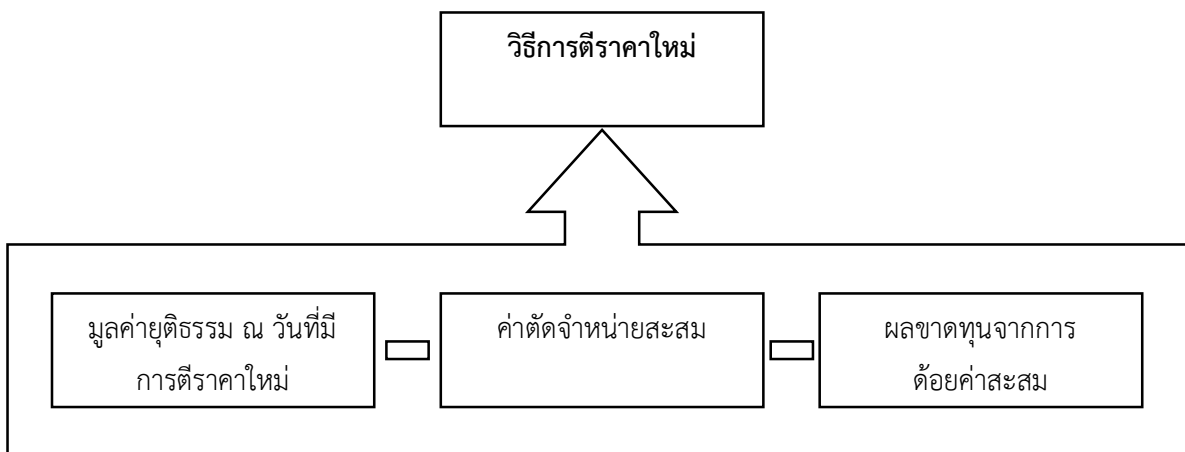 วิธีการตีราคาใหม่
มูลค่ายุติธรรม ณ วันที่มี
การตีราคาใหม่
ค่าตัดจำหน่ายสะสม
ผลขาดทุนจากการ
ด้อยค่าสะสม